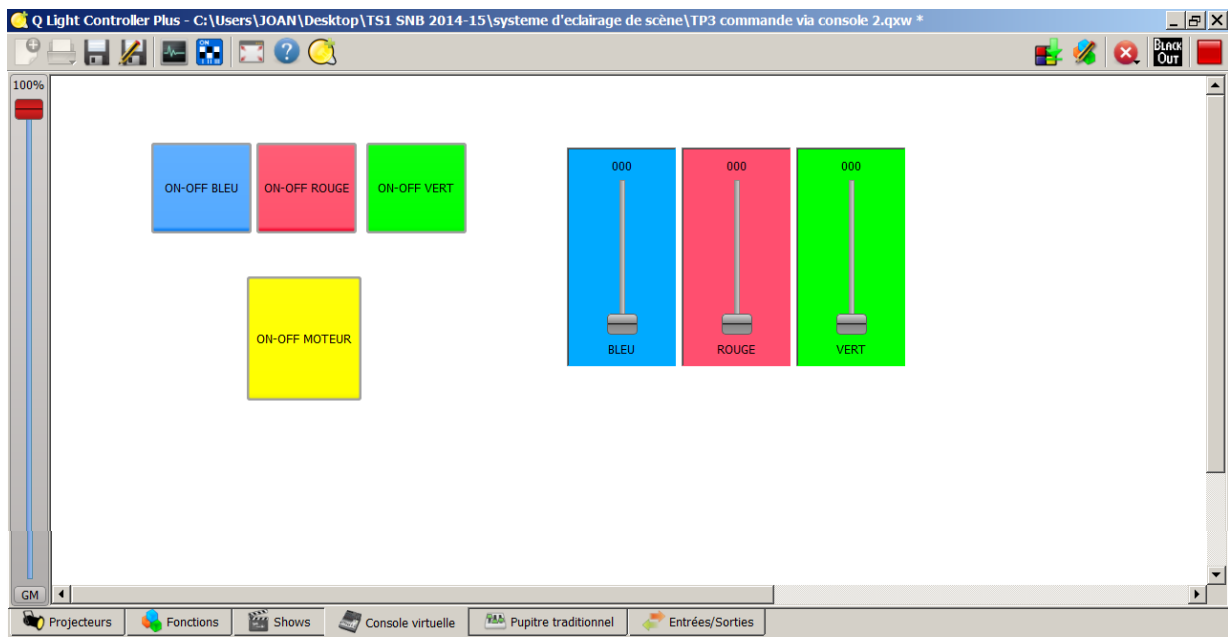 Q Light Controller Plus - C:\Users\JOAN\Desktop\TS1 SNB 2014-15\systeme d'eclairage de scène\TP3 commande via console 2.qxw *
ON
BLACK
OUT
100%
ON-OFF BLEU
ON-OFF ROUGE
ON-OFF VERT
000
000
000
ON-OFF MOTEUR
BLEU
ROUGE
VERT
GM
Projecteurs
Fonctions
Shows
Console virtuelle
Pupitre traditionnel
Entrées/Sorties